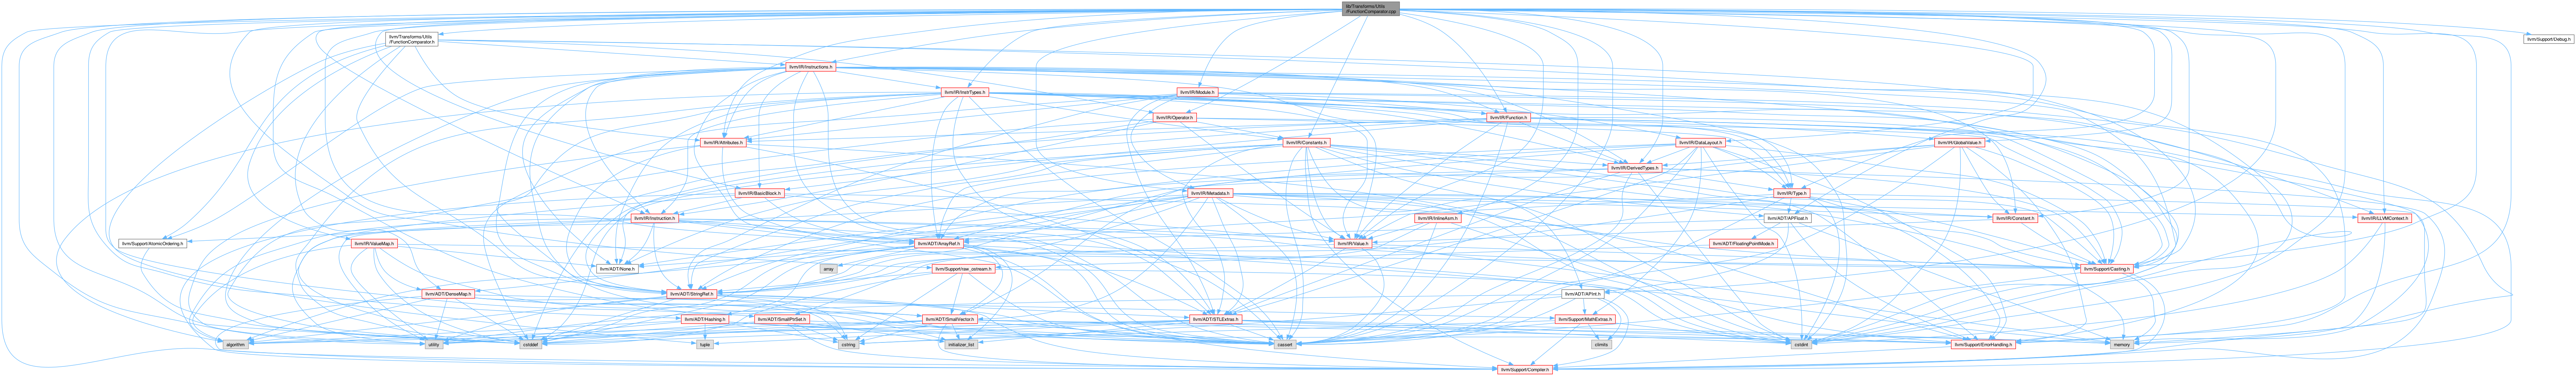 lib/Transforms/Utils
/FunctionComparator.cpp
llvm/Transforms/Utils
/FunctionComparator.h
llvm/Support/Debug.h
llvm/IR/Instructions.h
llvm/IR/InstrTypes.h
llvm/IR/Module.h
llvm/IR/Operator.h
llvm/IR/Function.h
llvm/IR/Attributes.h
llvm/IR/Constants.h
llvm/IR/DataLayout.h
llvm/IR/GlobalValue.h
llvm/IR/DerivedTypes.h
llvm/IR/BasicBlock.h
llvm/IR/Metadata.h
llvm/IR/Type.h
llvm/IR/Instruction.h
llvm/IR/InlineAsm.h
llvm/ADT/APFloat.h
llvm/IR/Constant.h
llvm/IR/LLVMContext.h
llvm/Support/AtomicOrdering.h
llvm/IR/ValueMap.h
llvm/ADT/ArrayRef.h
llvm/IR/Value.h
llvm/ADT/FloatingPointMode.h
llvm/ADT/None.h
array
llvm/Support/raw_ostream.h
llvm/Support/Casting.h
llvm/ADT/DenseMap.h
llvm/ADT/StringRef.h
llvm/ADT/APInt.h
llvm/ADT/Hashing.h
llvm/ADT/SmallPtrSet.h
llvm/ADT/SmallVector.h
llvm/ADT/STLExtras.h
llvm/Support/MathExtras.h
algorithm
utility
cstddef
tuple
cstring
initializer_list
cassert
climits
cstdint
llvm/Support/ErrorHandling.h
memory
llvm/Support/Compiler.h